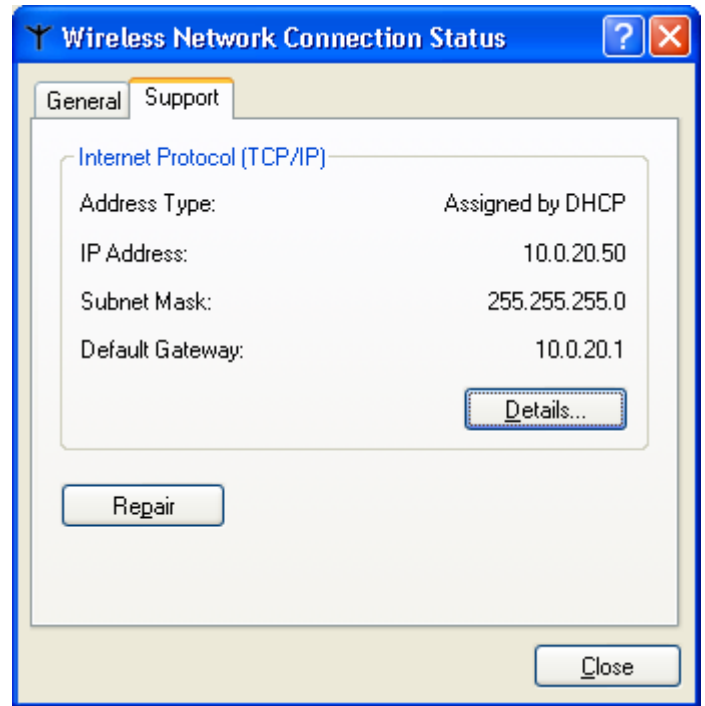 Wireless Network Connection Status
General
Support
Internet Protocol (TCP/IP)
Address Type: Assigned by DHCP
IP Address: 10.0.20.50
Subnet Mask: 255.255.255.0
Default Gateway: 10.0.20.1
Details...
Repair
Close